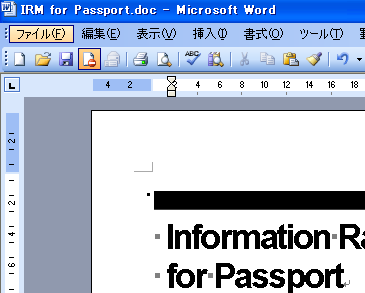 IRM for Passport.doc - Microsoft Word
ファイル(F) 編集(E) 表示(V) 挿入(I) 書式(O) ツール(T)
ABC
L 4 2 2 4 6 8 10 12 14 16 18
Information
for Passport